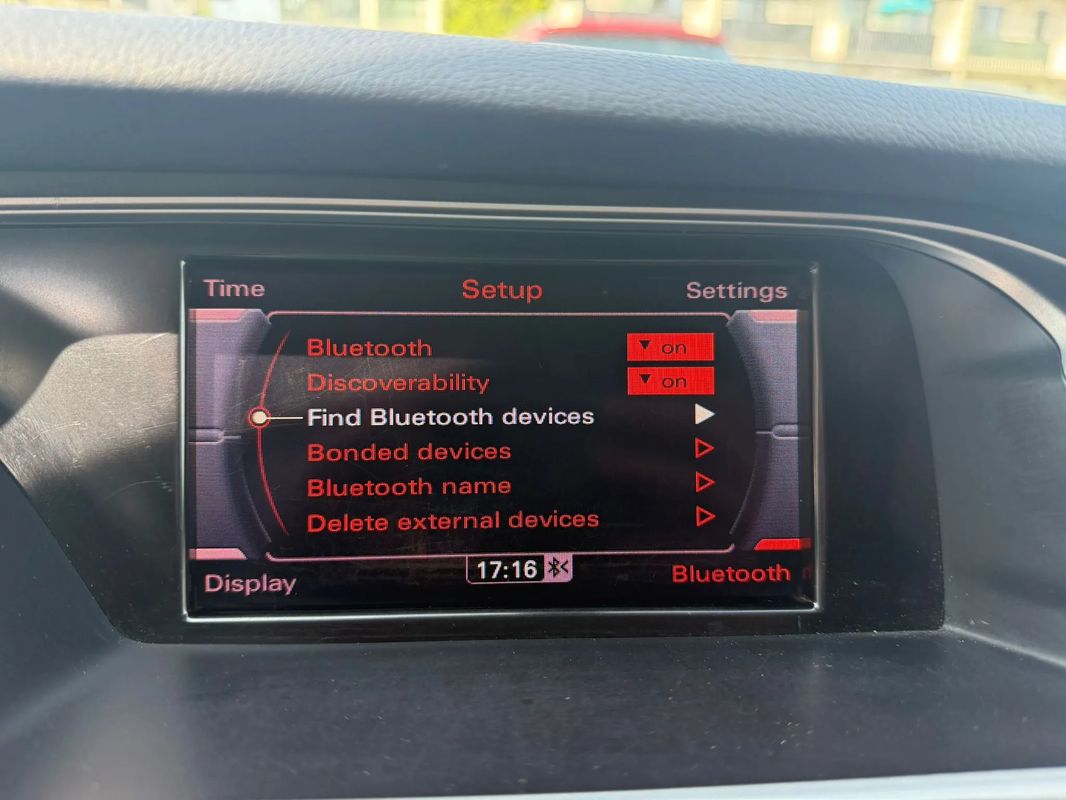 Time Setup Settings
Bluetooth on
Discoverability on
Find Bluetooth devices
Bonded devices
Bluetooth name
Delete external devices
Display 17:16 Bluetooth